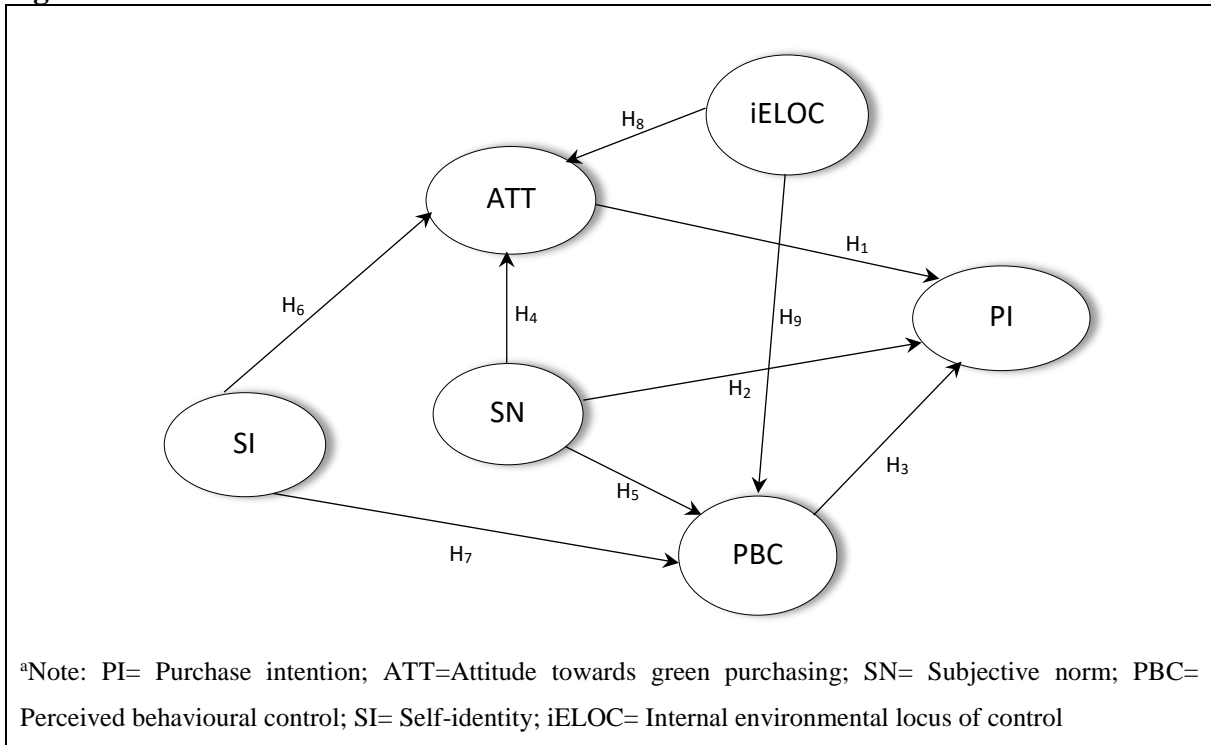 iELOC
H8
ATT
H1
H6
H4
H9
PI
SN
H2
SI
H3
H5
H7
PBC
aNote: PI= Purchase intention; ATT=Attitude towards green purchasing; SN= Subjective norm; PBC=
Perceived behavioural control; SI= Self-identity; iELOC= Internal environmental locus of control